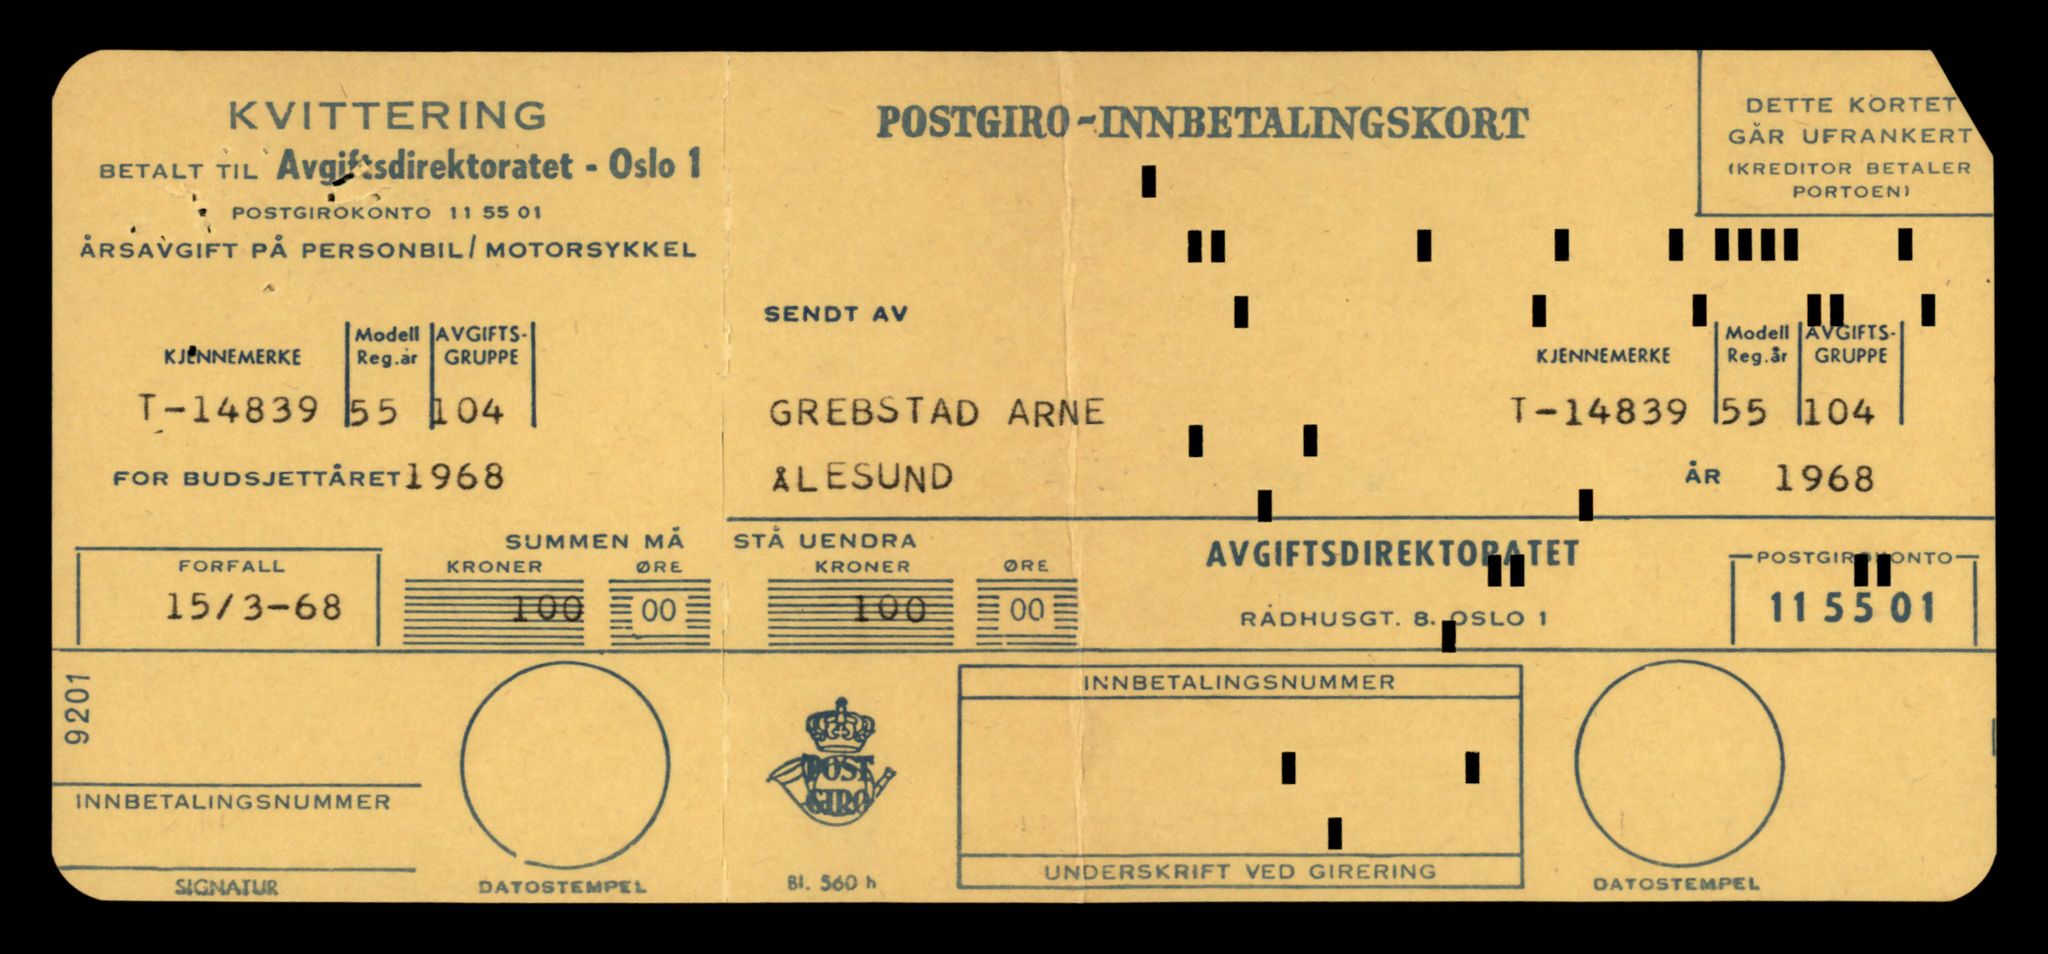 KVITTERING
BETALT TIL Avgiftsdirektoratet - Oslo 1
POSTGIROKONTO 11 55 01
ÅRSAVGIFT PÅ PERSONBIL/MOTORSYKKEL
KJENNEMERKE
Modell Reg.år
AVGIFTS-GRUPPE
T-14839 55 104
FOR BUDSJETTÅRET 1968
FORFALL
15/3-68
SUMMEN MÅ STÅ UENDRA
KRONER ØRE
100 00
9201
INNBETALINGSNUMMER
SIGNATUR
DATOSTEMPEL
POSTGIRO-INNBETALINGSKORT
DETTE KORTET
GÅR UFRANKERT
(KREDITOR BETALER
PORTOEN)
SENDT AV
KJENNEMERKE
Modell Reg.år
AVGIFTS-GRUPPE
GREBSTAD ARNE
T-14839 55 104
ÅLESUND
ÅR 1968
KRONER ØRE
100 00
AVGIFTSDIREKTORATET
RÅDHUSGT. 8. OSLO 1
POSTGIROKONTO
11 55 01
POST
GIRO
Bl. 560 h
INNBETALINGSNUMMER
UNDERSKRIFT VED GIRERING
DATOSTEMPEL